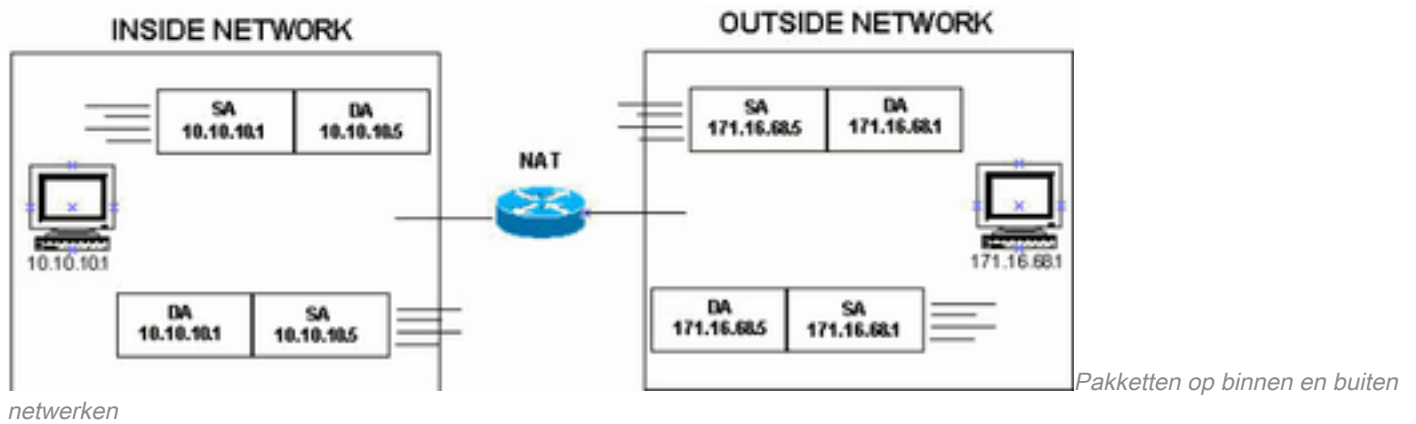 INSIDE NETWORK
OUTSIDE NETWORK
SA
10.10.10.1
DA
10.10.10.5
SA
171.16.68.5
DA
171.16.68.1
NAT
10.10.10.1
171.16.68.1
DA
10.10.10.1
SA
10.10.10.5
DA
171.16.68.5
SA
171.16.68.1
Pakketten op binnen en buiten
netwerken